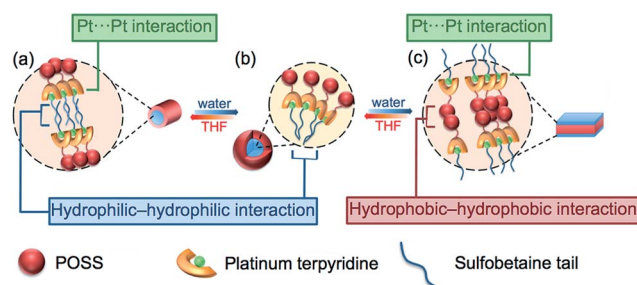 Pt···Pt interaction
Pt···Pt interaction
(a)
(b)
(c)
water
THF
water
THF
Hydrophilic–hydrophilic interaction
Hydrophobic–hydrophobic interaction
POSS
Platinum terpyridine
Sulfobetaine tail